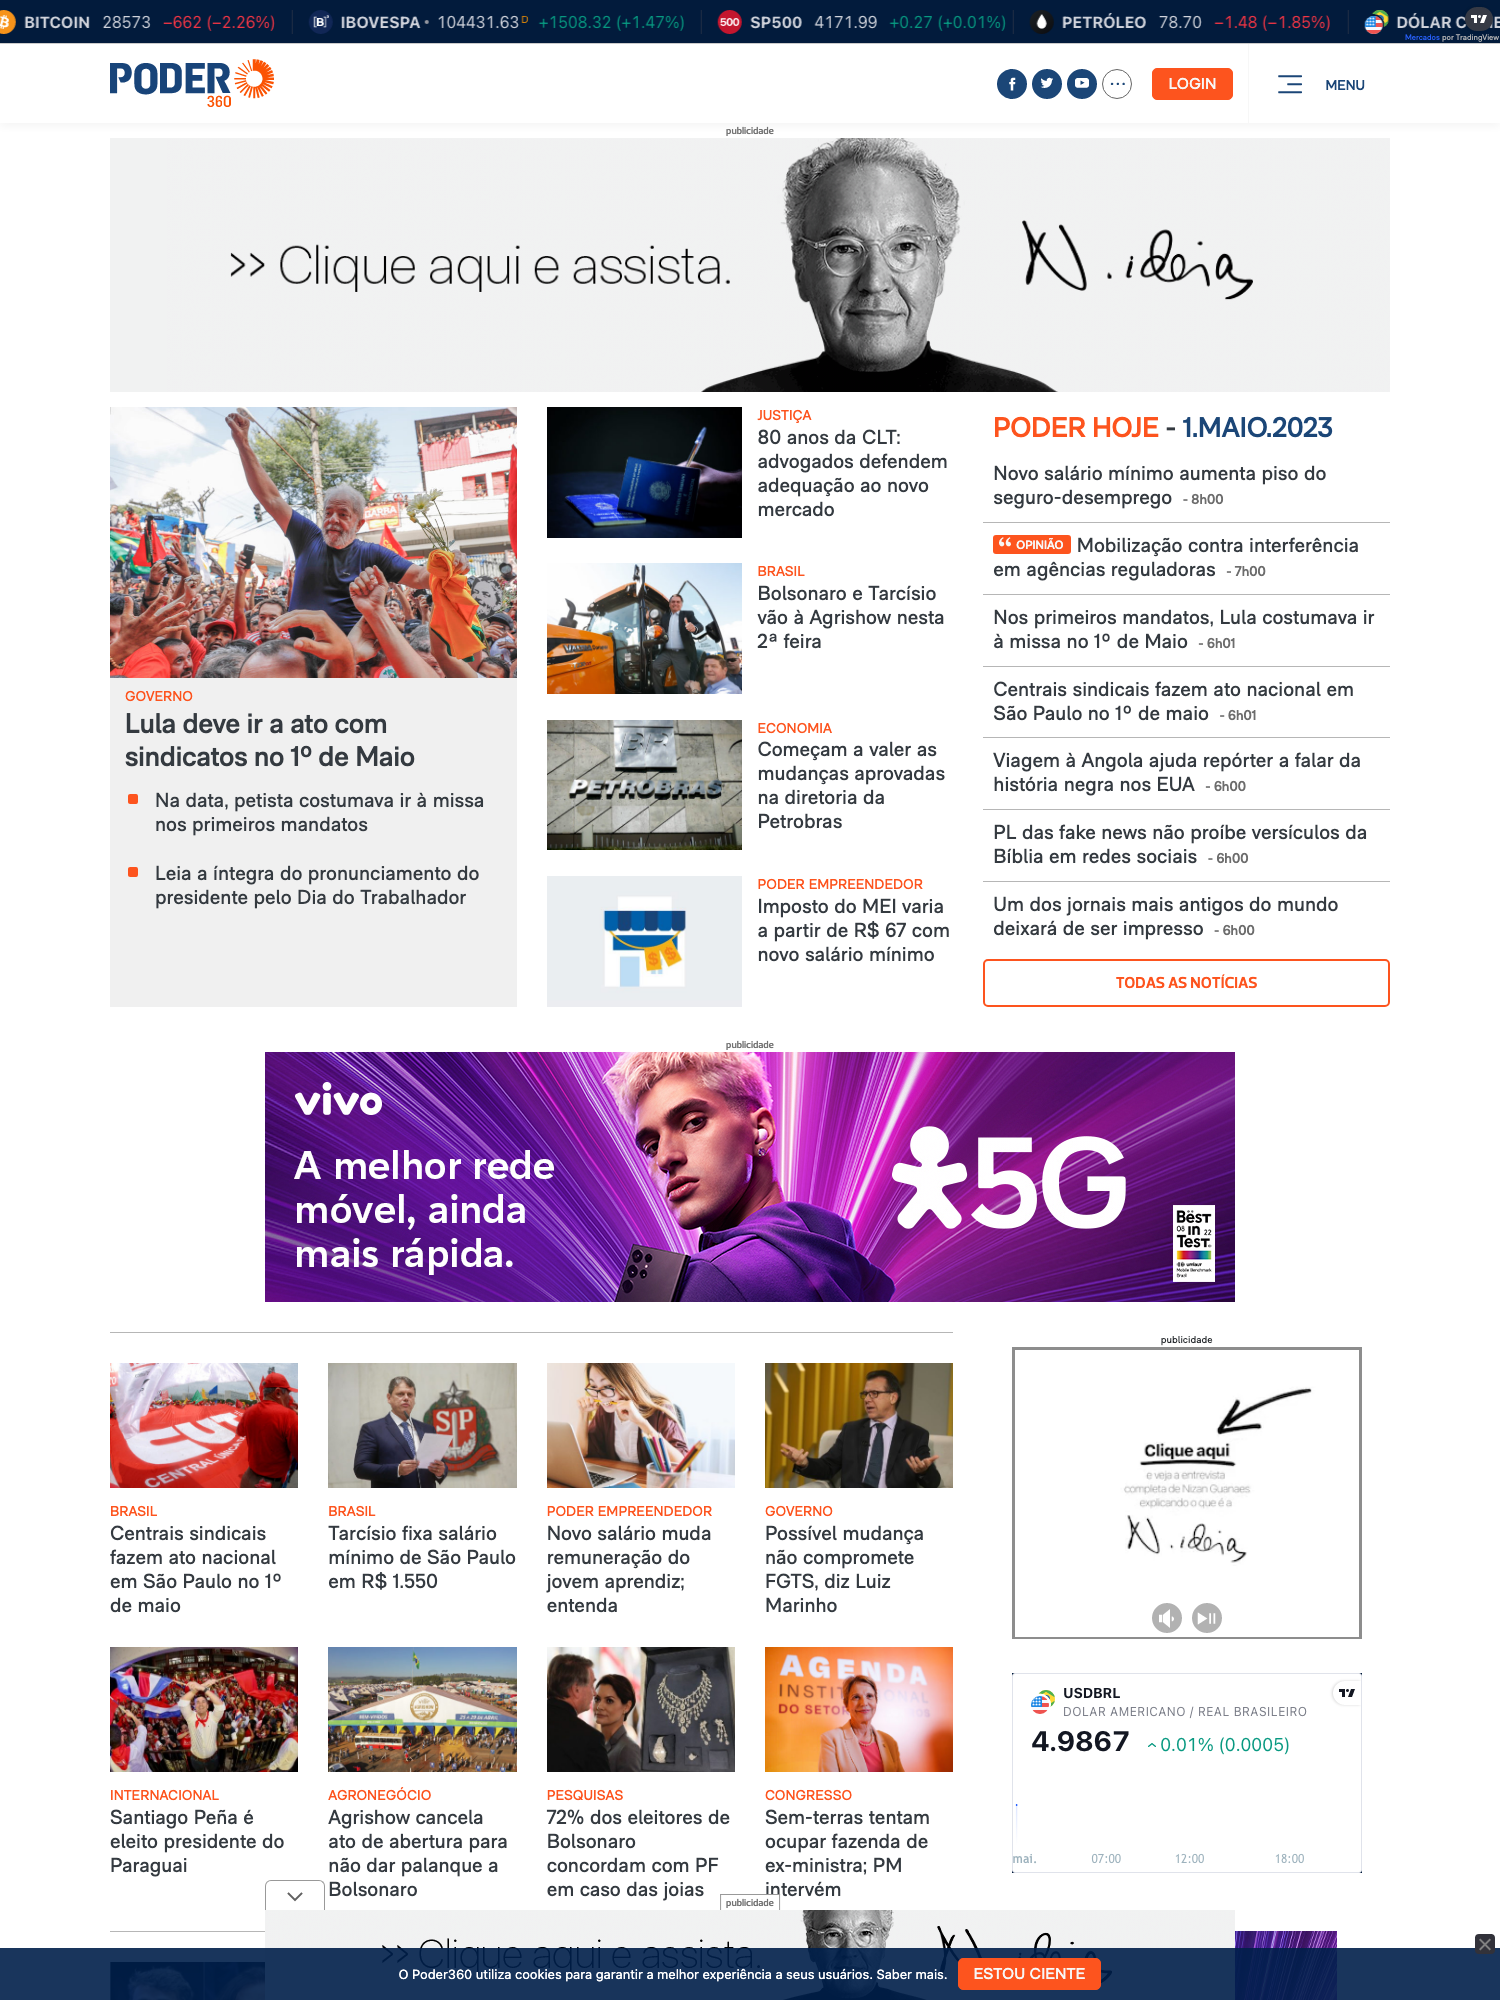 BITCOIN 28573 −662 (−2.26%) IBOVESPA 104431.63 D +1508.32 (+1.47%) SP500 4171.99 +0.27 (+0.01%) PETRÓLEO 78.70 −1.48 (−1.85%)
Mercados por TradingView
PODER
360
LOGIN
MENU
publicidade
>> Clique aqui e assista.
N.ideias
GOVERNO
Lula deve ir a ato com
sindicatos no 1º de Maio
Na data, petista costumava ir à missa
nos primeiros mandatos
Leia a íntegra do pronunciamento do
presidente pelo Dia do Trabalhador
JUSTIÇA
80 anos da CLT:
advogados defendem
adequação ao novo
mercado
BRASIL
Bolsonaro e Tarcísio
vão à Agrishow nesta
2ª feira
BR
PETROBRAS
ECONOMIA
Começam a valer as
mudanças aprovadas
na diretoria da
Petrobras
PODER EMPREENDEDOR
Imposto do MEI varia
a partir de R$ 67 com
novo salário mínimo
PODER HOJE - 1.MAIO.2023
Novo salário mínimo aumenta piso do
seguro-desemprego - 8h00
OPINIÃO Mobilização contra interferência
em agências reguladoras - 7h00
Nos primeiros mandatos, Lula costumava ir
à missa no 1º de Maio - 6h01
Centrais sindicais fazem ato nacional em
São Paulo no 1º de maio - 6h01
Viagem à Angola ajuda repórter a falar da
história negra nos EUA - 6h00
PL das fake news não proíbe versículos da
Bíblia em redes sociais - 6h00
Um dos jornais mais antigos do mundo
deixará de ser impresso - 6h00
TODAS AS NOTÍCIAS
publicidade
vivo
A melhor rede
móvel, ainda
mais rápida.
5G
BEST
08 in 22
TEST
umlaut
Mobile Benchmark
Brazil
CUT
CENTRAL ÚNICA
BRASIL
Centrais sindicais
fazem ato nacional
em São Paulo no 1º
de maio
SP
BRASIL
Tarcísio fixa salário
mínimo de São Paulo
em R$ 1.550
PODER EMPREENDEDOR
Novo salário muda
remuneração do
jovem aprendiz;
entenda
GOVERNO
Possível mudança
não compromete
FGTS, diz Luiz
Marinho
publicidade
Clique aqui
e veja a entrevista
completa de Nizan Guanaes
explicando o que é a
N.ideias
INTERNACIONAL
Santiago Peña é
eleito presidente do
Paraguai
AGRONEGÓCIO
Agrishow cancela
ato de abertura para
não dar palanque a
Bolsonaro
PESQUISAS
72% dos eleitores de
Bolsonaro
concordam com PF
em caso das joias
AGENDA
DO SETOR
CONGRESSO
Sem-terras tentam
ocupar fazenda de
ex-ministra; PM
intervém
USDBRL
DOLAR AMERICANO / REAL BRASILEIRO
4.9867 0.01% (0.0005)
mai. 07:00 12:00 18:00
publicidade
>> Clique aqui e assista.
O Poder360 utiliza cookies para garantir a melhor experiência a seus usuários. Saber mais. ESTOU CIENTE